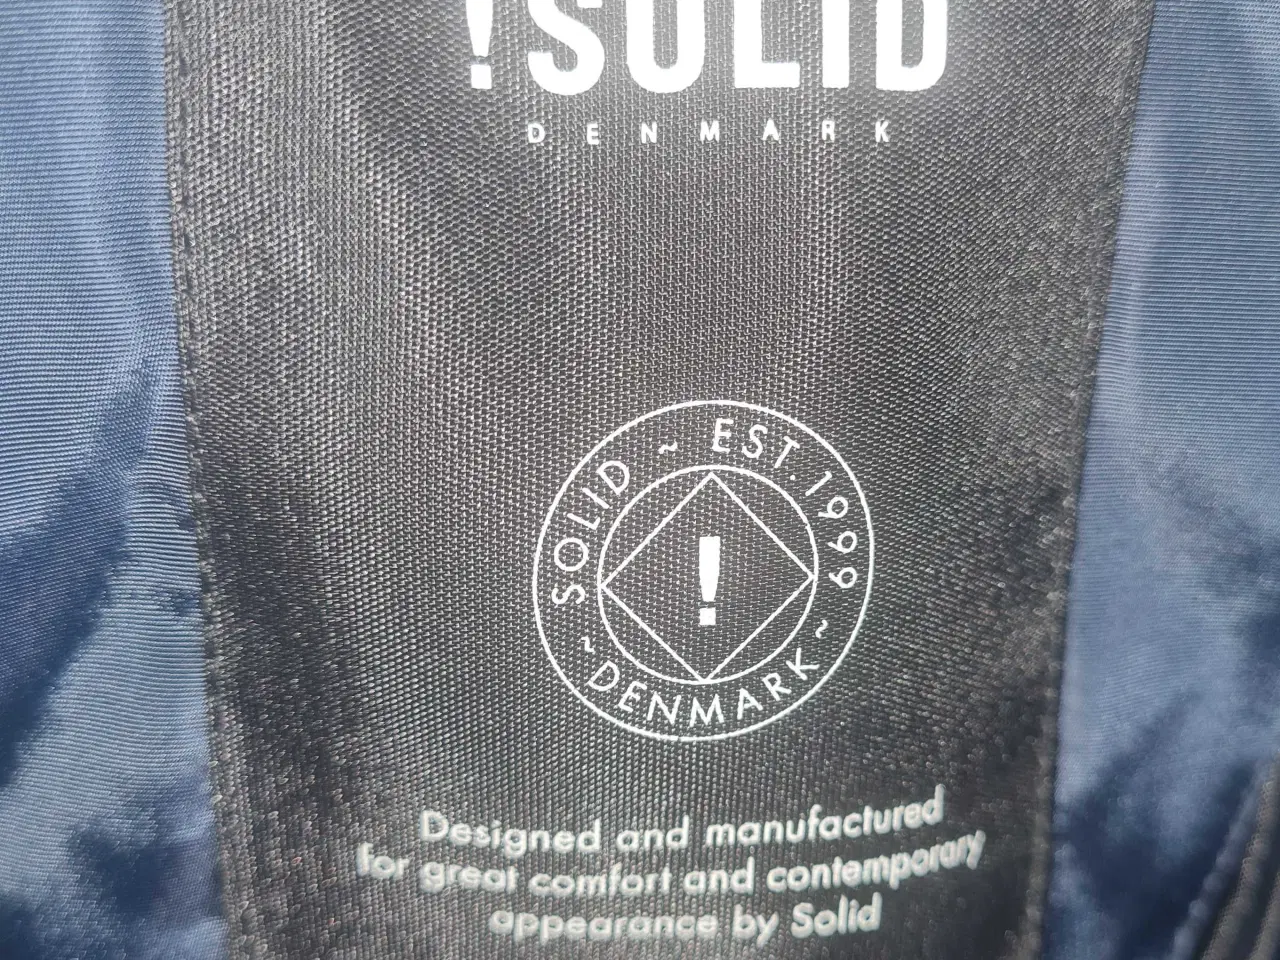 !SOLID
DENMARK
SOLID ~ EST. 1999 ~ DENMARK ~
!
Designed and manufactured
for great comfort and contemporary
appearance by Solid